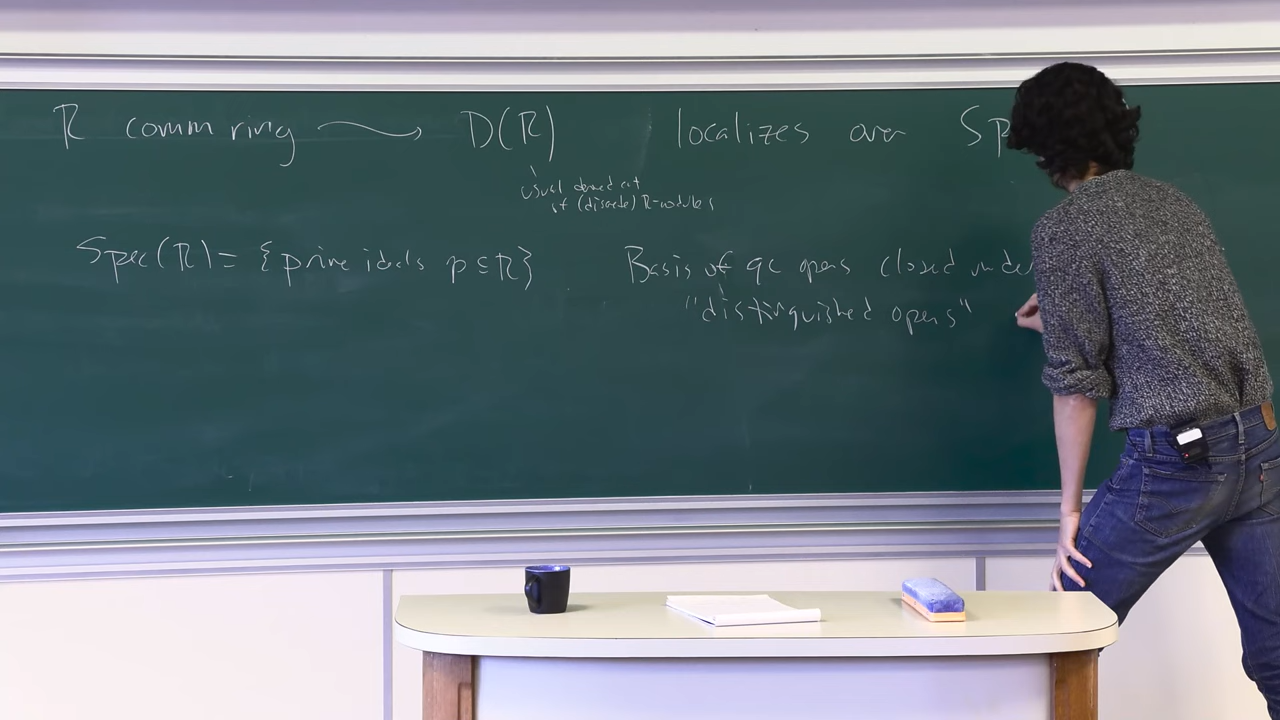 R comm ring ⟿ D(R) localizes over Sp
usual derived cat
of (discrete) R-modules
Spec(R) = {prime ideals p ⊆ R}
Basis of qc opens closed under
"distinguished opens"